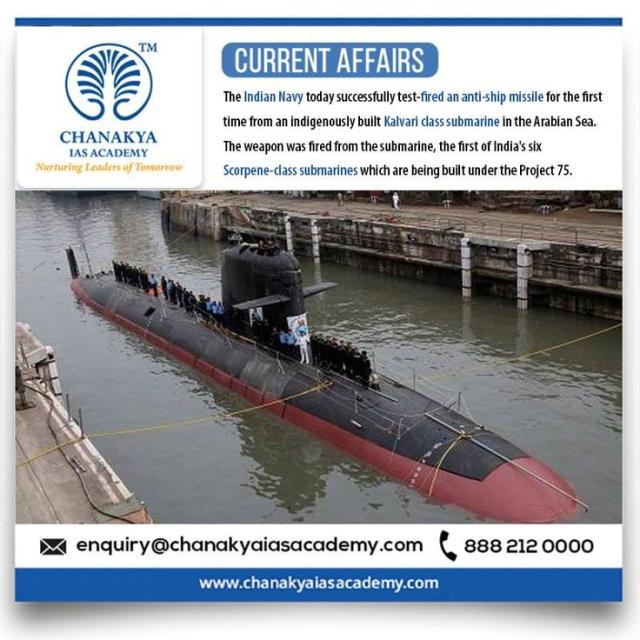 TM
CHANAKYA
IAS ACADEMY
Nurturing Leaders of Tomorrow
CURRENT AFFAIRS
The Indian Navy today successfully test-fired an anti-ship missile for the first
time from an indigenously built Kalvari class submarine in the Arabian Sea.
The weapon was fired from the submarine, the first of India's six
Scorpene-class submarines which are being built under the Project 75.
enquiry@chanakyaiasacademy.com
888 212 0000
www.chanakyaiasacademy.com